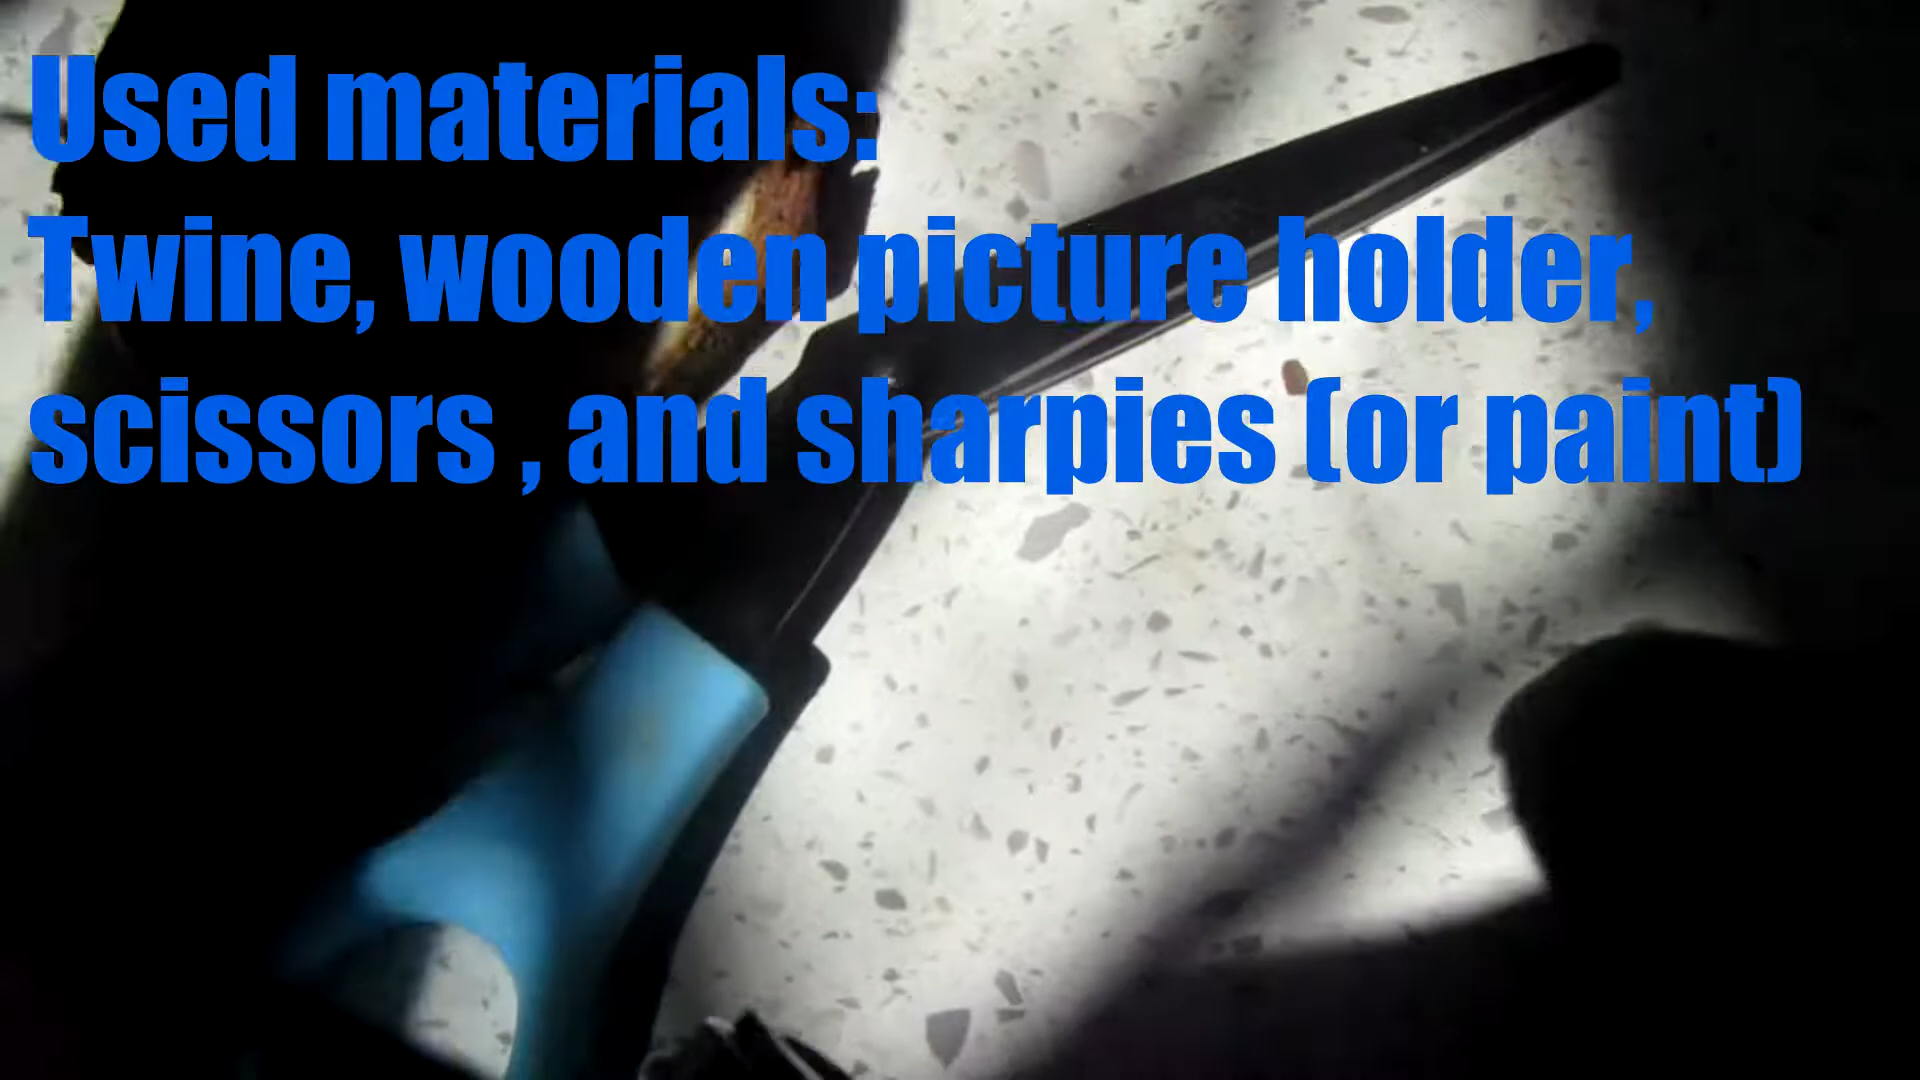 Used materials:
Twine, wooden picture holder,
scissors , and sharpies (or paint)